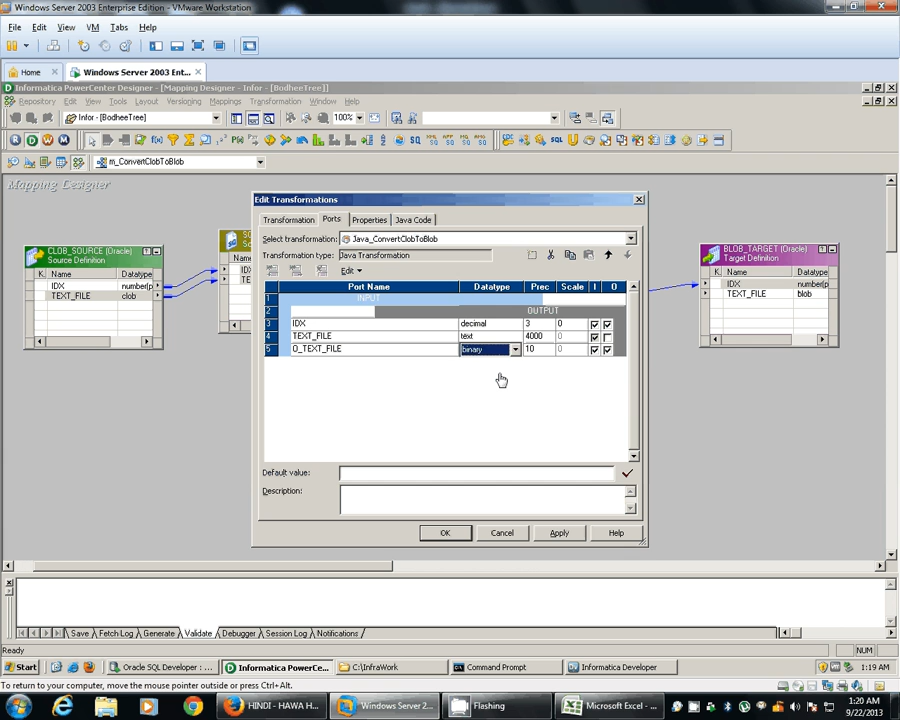 Windows Server 2003 Enterprise Edition - VMware Workstation
File Edit View VM Tabs Help
Home Windows Server 2003 Ent...
Informatica PowerCenter Designer - [Mapping Designer - Infor - [BodheeTree]
Repository Edit View Tools Layout Versioning Mappings Transformation Window Help
Infor - [BodheeTree] 100%
m_ConvertClobToBlob
Mapping Designer
Edit Transformations
Transformation Ports Properties Java Code
Select transformation: Java_ConvertClobToBlob
Transformation type: Java Transformation
Edit
Port Name Datatype Prec Scale I O
1 INPUT
2 OUTPUT
3 IDX decimal 3 0
4 TEXT_FILE text 4000 0
5 O_TEXT_FILE binary 10 0
Default value:
Description:
OK Cancel Apply Help
CLOB_SOURCE (Oracle)
Source Definition
K. Name Datatype
IDX number(p
TEXT_FILE clob
BLOB_TARGET (Oracle)
Target Definition
K. Name Datatype
IDX number(p
TEXT_FILE blob
Save Fetch Log Generate Validate Debugger Session Log Notifications
Ready NUM
Start Oracle SQL Developer : ... Informatica PowerCe... C:\InfraWork Command Prompt Informatica Developer 1:19 AM
To return to your computer, move the mouse pointer outside or press Ctrl+Alt.
HINDI - HAWA H... Windows Server 2... Flashing Microsoft Excel - ... 1:20 AM
9/22/2013